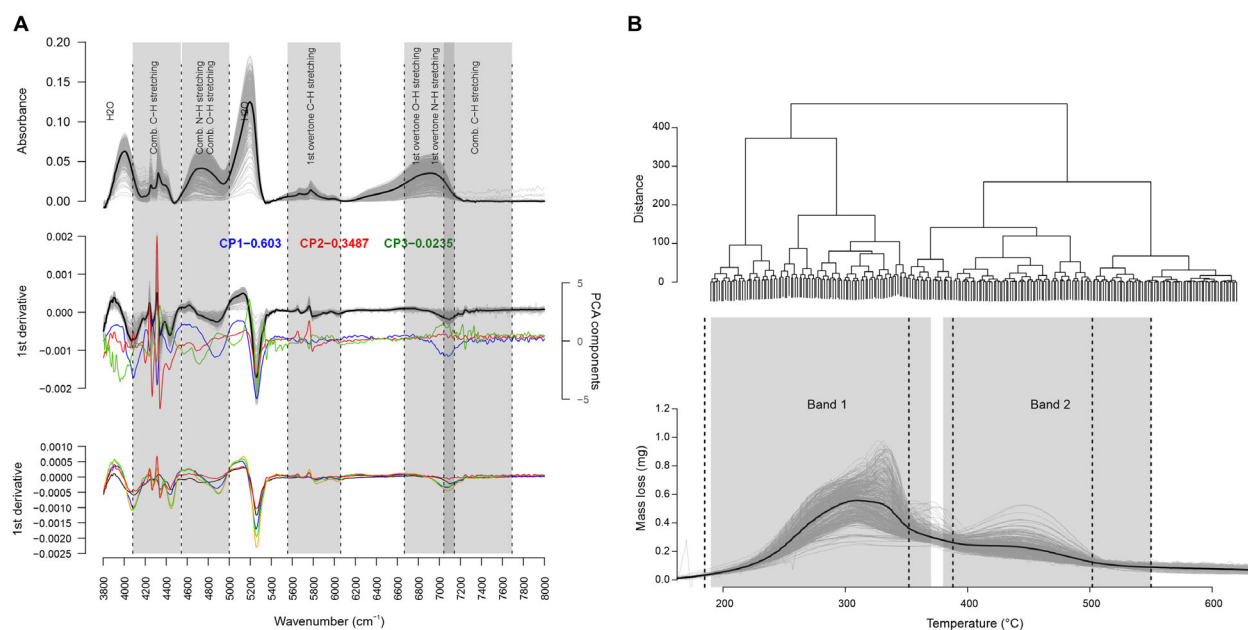 A
B
Absorbance
0.20
0.15
0.10
0.05
0.00
H2O
Comb. C−H stretching
Comb. N−H stretching
Comb. O−H stretching
H2O
1st overtone C−H stretching
1st overtone O−H stretching
1st overtone N−H stretching
Comb. C−H stretching
CP1−0.603
CP2−0.3487
CP3−0.0235
1st derivative
0.002
0.001
0.000
−0.001
−0.002
PCA components
5
0
−5
1st derivative
0.0010
0.0005
0.0000
−0.0005
−0.0010
−0.0015
−0.0020
−0.0025
3800 4000 4200 4400 4600 4800 5000 5200 5400 5600 5800 6000 6200 6400 6600 6800 7000 7200 7400 7600 7800 8000
Wavenumber (cm−1)
Distance
400
300
200
100
0
Band 1
Band 2
Mass loss (mg)
1.2
1.0
0.8
0.6
0.4
0.2
0.0
200 300 400 500 600
Temperature (°C)